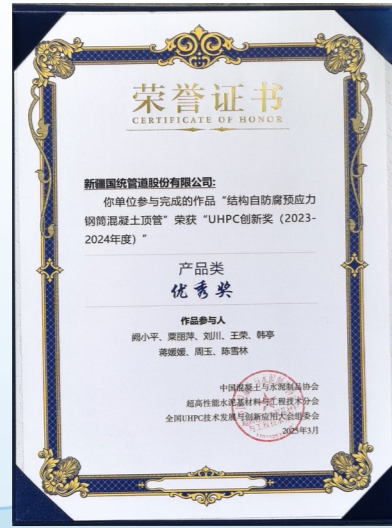 荣誉证书
CERTIFICATE OF HONOR
新疆国统管道股份有限公司:
你单位参与完成的作品“结构自防腐预应力
钢筒混凝土顶管”荣获“UHPC创新奖（2023-
2024年度）”
产品类
优秀奖
作品参与人
阙小平、粟丽萍、刘川、王荣、韩亭
蒋媛媛、周玉、陈雪林
中国混凝土与水泥制品协会
超高性能水泥基材料与工程技术分会
全国UHPC技术发展与创新应用大会组委会
2025年3月